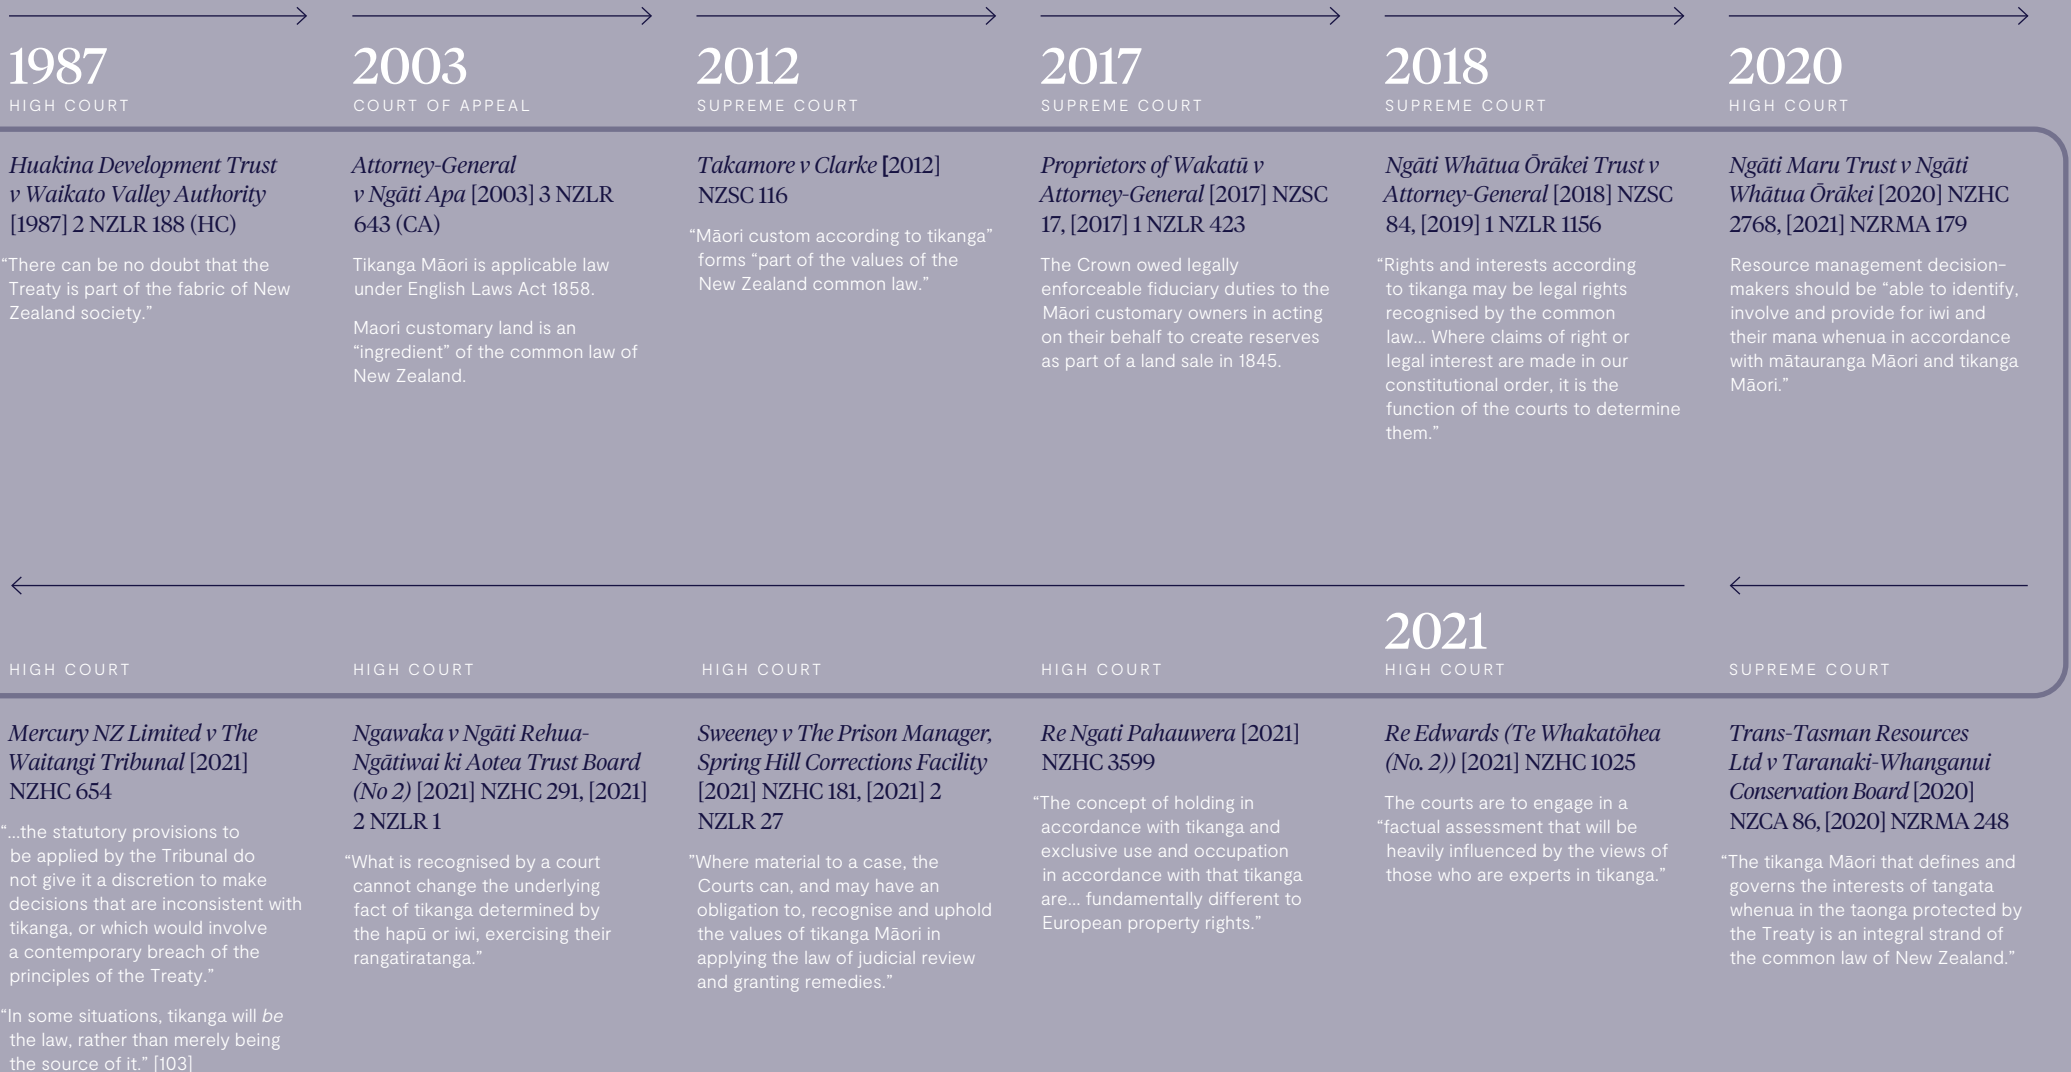 1987
HIGH COURT
Huakina Development Trust
v Waikato Valley Authority
[1987] 2 NZLR 188 (HC)
“There can be no doubt that the
Treaty is part of the fabric of New
Zealand society.”
2003
COURT OF APPEAL
Attorney-General
v Ngāti Apa [2003] 3 NZLR
643 (CA)
Tikanga Māori is applicable law
under English Laws Act 1858.
Maori customary land is an
“ingredient” of the common law of
New Zealand.
2012
SUPREME COURT
Takamore v Clarke [2012]
NZSC 116
“Māori custom according to tikanga”
forms “part of the values of the
New Zealand common law.”
2017
SUPREME COURT
Proprietors of Wakatū v
Attorney-General [2017] NZSC
17, [2017] 1 NZLR 423
The Crown owed legally
enforceable fiduciary duties to the
Māori customary owners in acting
on their behalf to create reserves
as part of a land sale in 1845.
2018
SUPREME COURT
Ngāti Whātua Ōrākei Trust v
Attorney-General [2018] NZSC
84, [2019] 1 NZLR 1156
“Rights and interests according
to tikanga may be legal rights
recognised by the common
law... Where claims of right or
legal interest are made in our
constitutional order, it is the
function of the courts to determine
them.”
2020
HIGH COURT
Ngāti Maru Trust v Ngāti
Whātua Ōrākei [2020] NZHC
2768, [2021] NZRMA 179
Resource management decision-
makers should be “able to identify,
involve and provide for iwi and
their mana whenua in accordance
with mātauranga Māori and tikanga
Māori.”
SUPREME COURT
Trans-Tasman Resources
Ltd v Taranaki-Whanganui
Conservation Board [2020]
NZCA 86, [2020] NZRMA 248
“The tikanga Māori that defines and
governs the interests of tangata
whenua in the taonga protected by
the Treaty is an integral strand of
the common law of New Zealand.”
2021
HIGH COURT
Re Edwards (Te Whakatōhea
(No. 2)) [2021] NZHC 1025
The courts are to engage in a
“factual assessment that will be
heavily influenced by the views of
those who are experts in tikanga.”
HIGH COURT
Re Ngati Pahauwera [2021]
NZHC 3599
“The concept of holding in
accordance with tikanga and
exclusive use and occupation
in accordance with that tikanga
are... fundamentally different to
European property rights.”
HIGH COURT
Sweeney v The Prison Manager,
Spring Hill Corrections Facility
[2021] NZHC 181, [2021] 2
NZLR 27
”Where material to a case, the
Courts can, and may have an
obligation to, recognise and uphold
the values of tikanga Māori in
applying the law of judicial review
and granting remedies.”
HIGH COURT
Ngawaka v Ngāti Rehua-
Ngātiwai ki Aotea Trust Board
(No 2) [2021] NZHC 291, [2021]
2 NZLR 1
“What is recognised by a court
cannot change the underlying
fact of tikanga determined by
the hapū or iwi, exercising their
rangatiratanga.”
HIGH COURT
Mercury NZ Limited v The
Waitangi Tribunal [2021]
NZHC 654
“...the statutory provisions to
be applied by the Tribunal do
not give it a discretion to make
decisions that are inconsistent with
tikanga, or which would involve
a contemporary breach of the
principles of the Treaty.”
“In some situations, tikanga will be
the law, rather than merely being
the source of it.” [103]